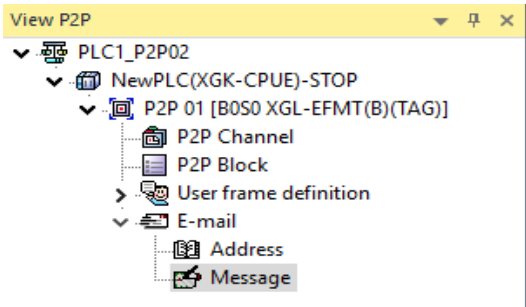 View P2P
PLC1_P2P02
NewPLC(XGK-CPUE)-STOP
P2P 01 [B0S0 XGL-EFMT(B)(TAG)]
P2P Channel
P2P Block
User frame definition
E-mail
Address
Message